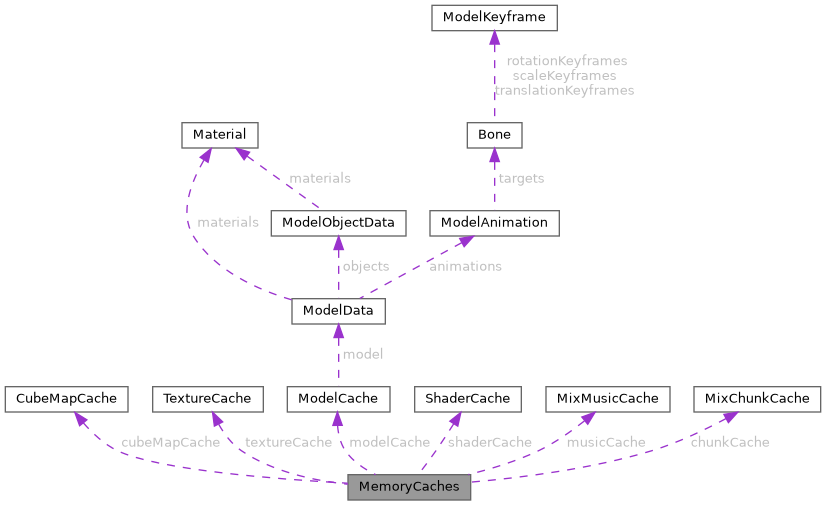 ModelKeyframe
rotationKeyframes
scaleKeyframes
translationKeyframes
Material
Bone
materials
targets
materials
ModelObjectData
ModelAnimation
objects
animations
ModelData
model
CubeMapCache
TextureCache
ModelCache
ShaderCache
MixMusicCache
MixChunkCache
cubeMapCache
textureCache
modelCache
shaderCache
musicCache
chunkCache
MemoryCaches